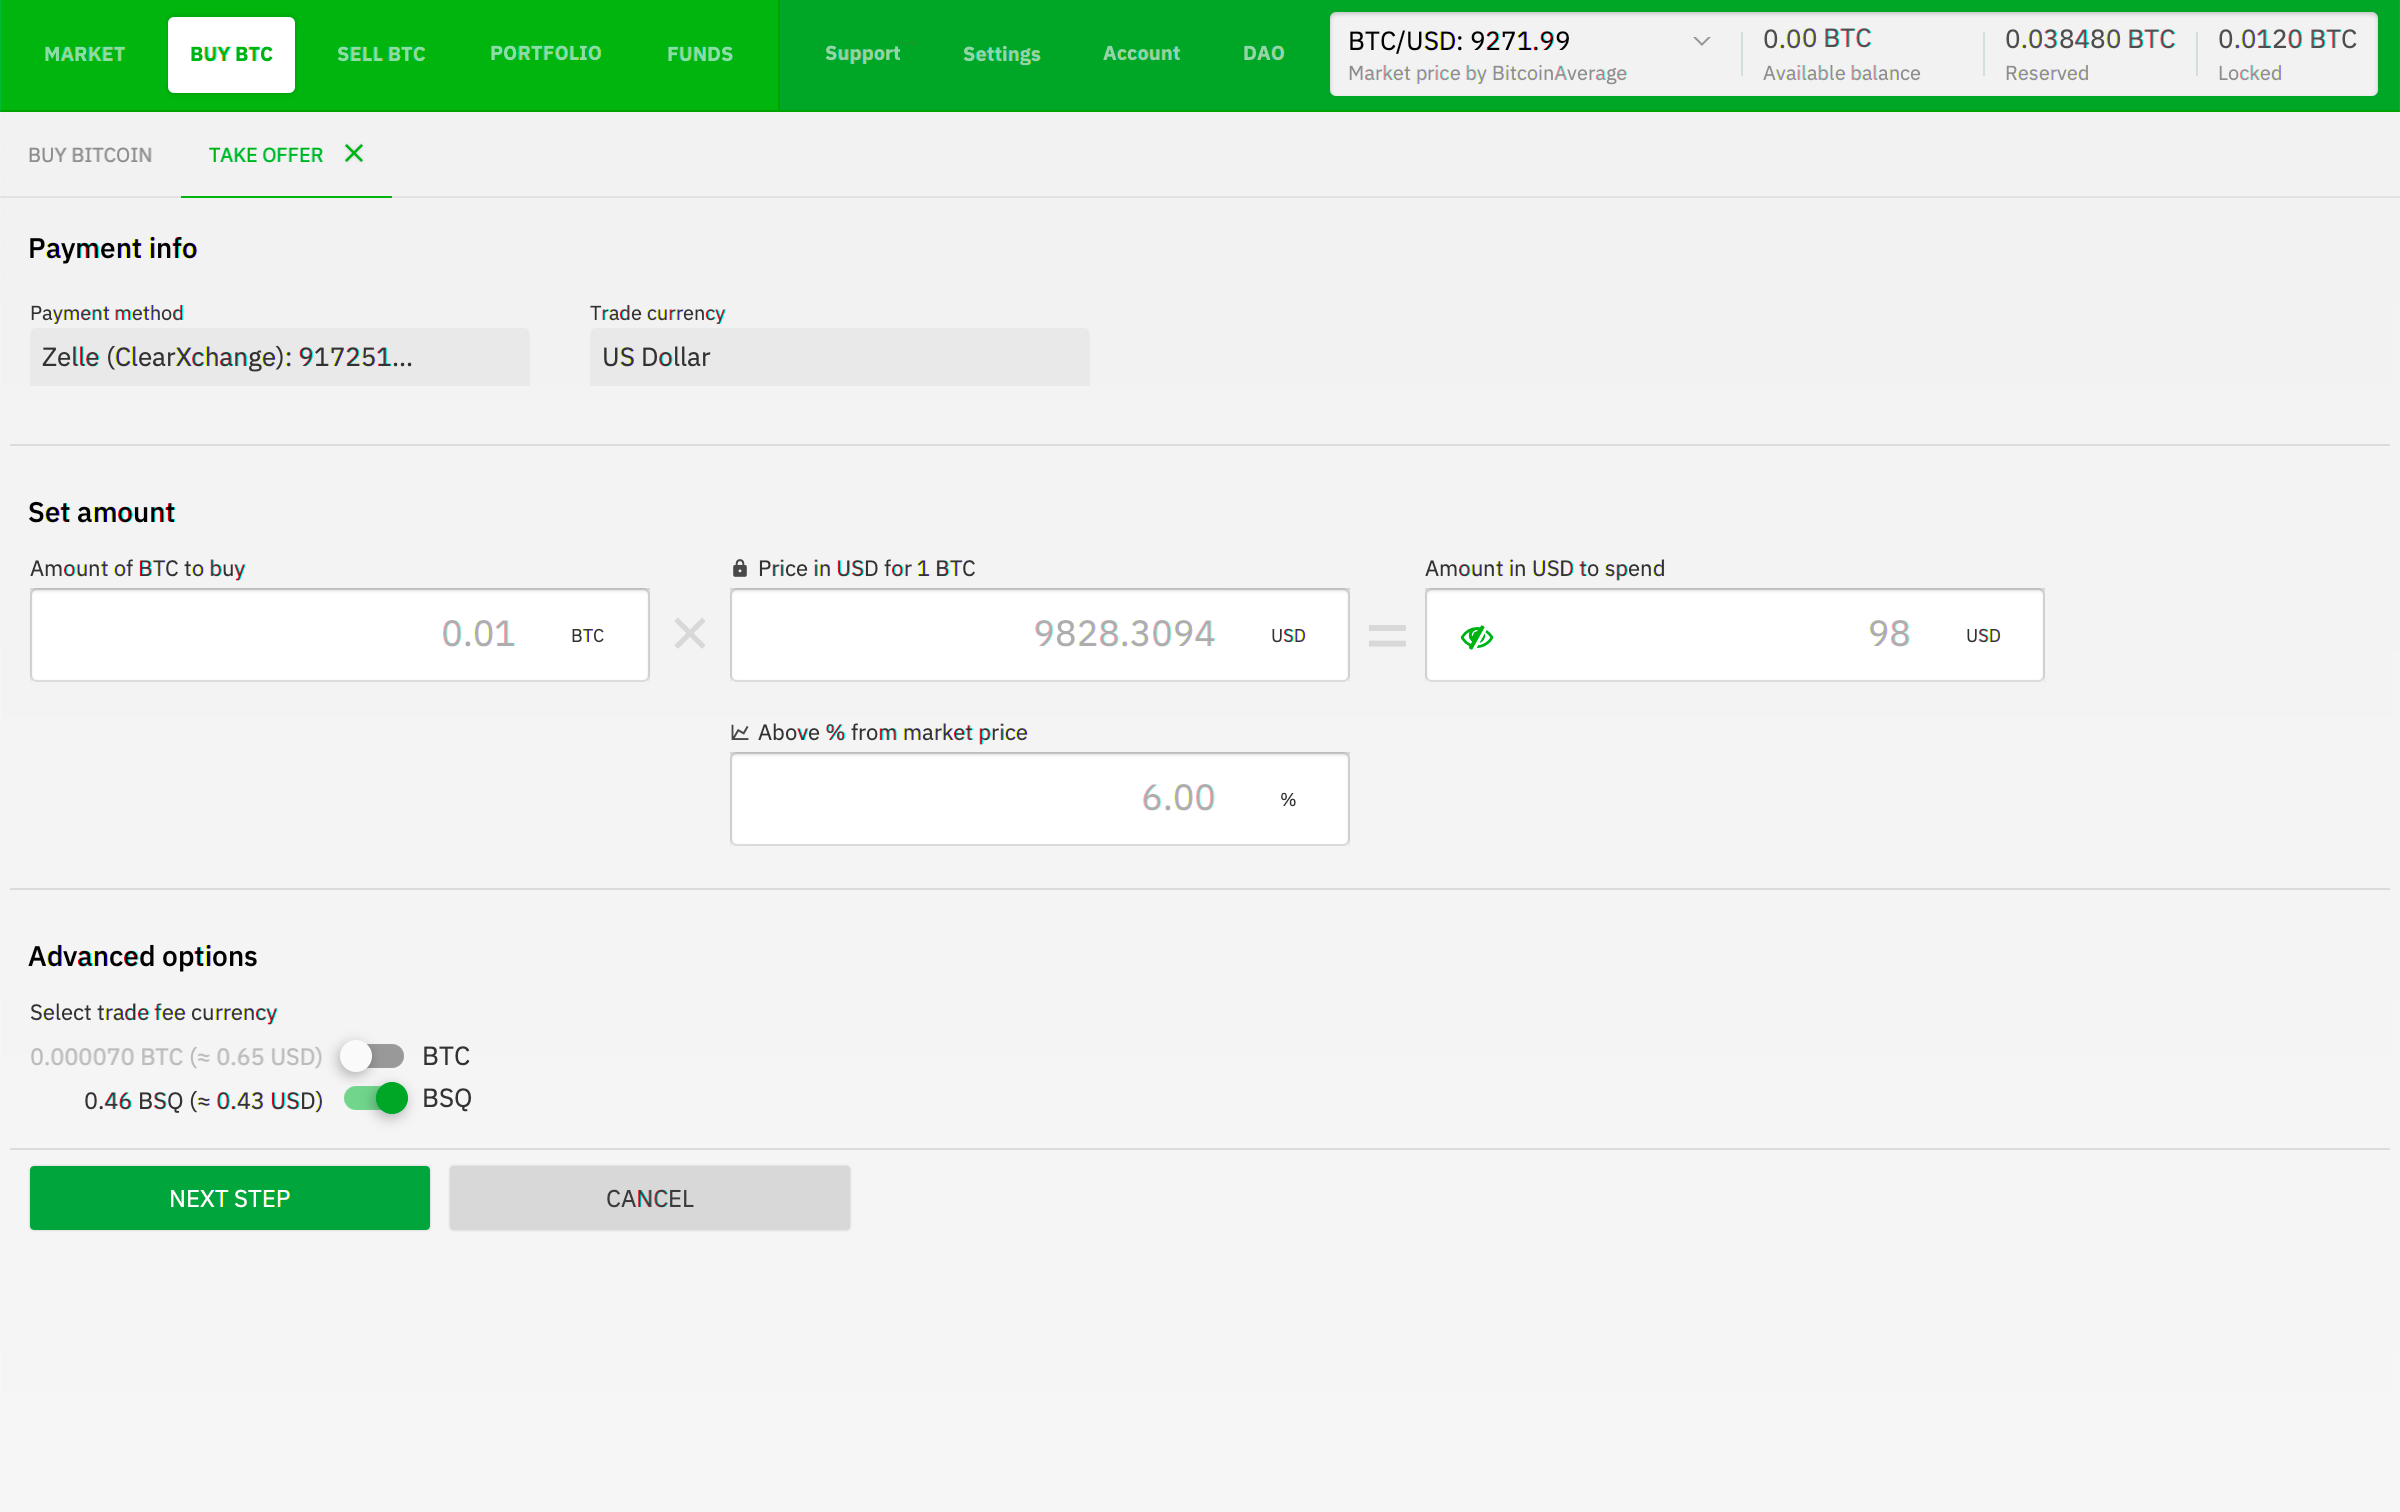 MARKET BUY BTC SELL BTC PORTFOLIO FUNDS Support Settings Account DAO
BTC/USD: 9271.99 0.00 BTC 0.038480 BTC 0.0120 BTC
Market price by BitcoinAverage Available balance Reserved Locked
BUY BITCOIN TAKE OFFER
Payment info
Payment method Trade currency
Zelle (ClearXchange): 917251... US Dollar
Set amount
Amount of BTC to buy Price in USD for 1 BTC Amount in USD to spend
0.01 BTC 9828.3094 USD 98 USD
Above % from market price
6.00 %
Advanced options
Select trade fee currency
0.000070 BTC (≈ 0.65 USD) BTC
0.46 BSQ (≈ 0.43 USD) BSQ
NEXT STEP CANCEL